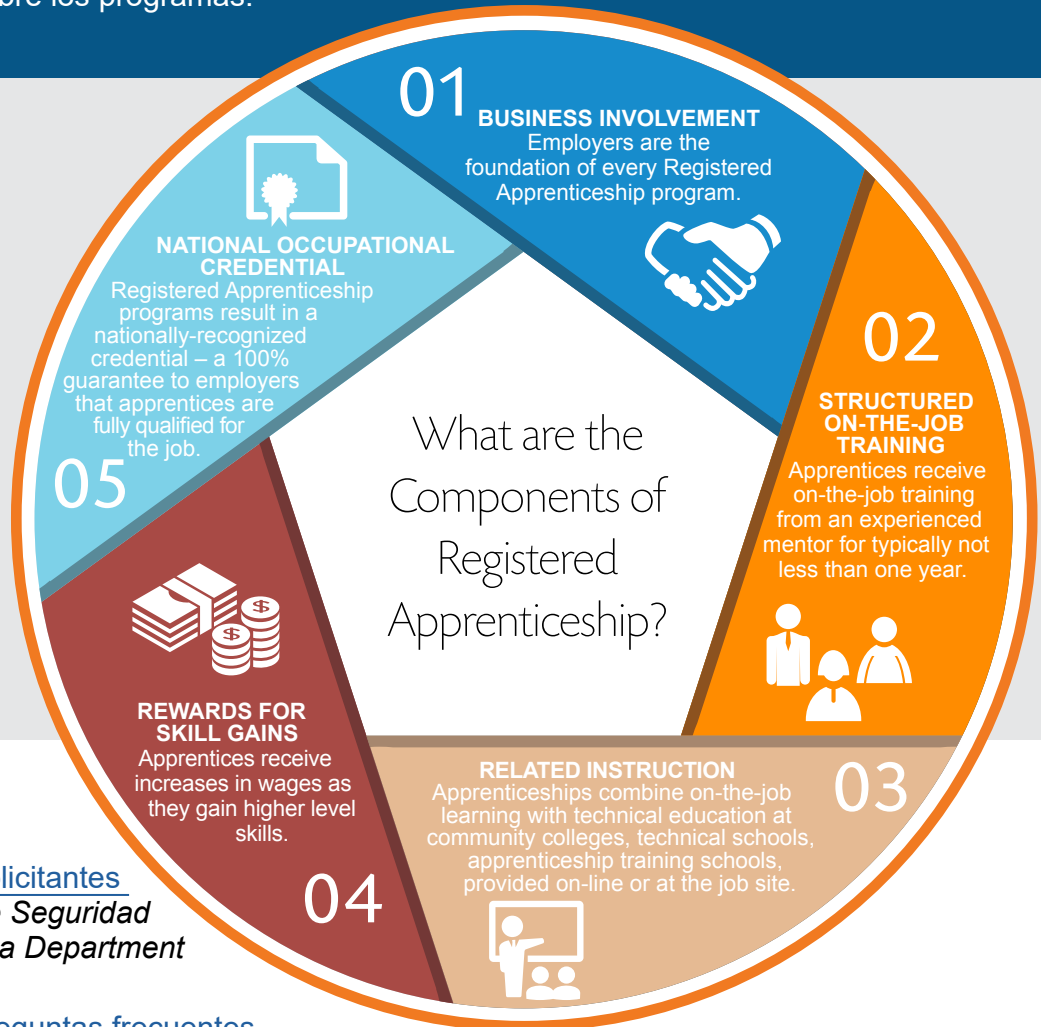 los programas.
01
BUSINESS INVOLVEMENT
Employers are the
foundation of every Registered
Apprenticeship program.
02
STRUCTURED
ON-THE-JOB
TRAINING
Apprentices receive
on-the-job training
from an experienced
mentor for typically not
less than one year.
03
RELATED INSTRUCTION
Apprenticeships combine on-the-job
learning with technical education at
community colleges, technical schools,
apprenticeship training schools,
provided on-line or at the job site.
04
REWARDS FOR
SKILL GAINS
Apprentices receive
increases in wages as
they gain higher level
skills.
05
NATIONAL OCCUPATIONAL
CREDENTIAL
Registered Apprenticeship
programs result in a
nationally-recognized
credential – a 100%
guarantee to employers
that apprentices are
fully qualified for
the job.
What are the
Components of
Registered
Apprenticeship?
licitantes
Seguridad
a Department
guntas frecuentes